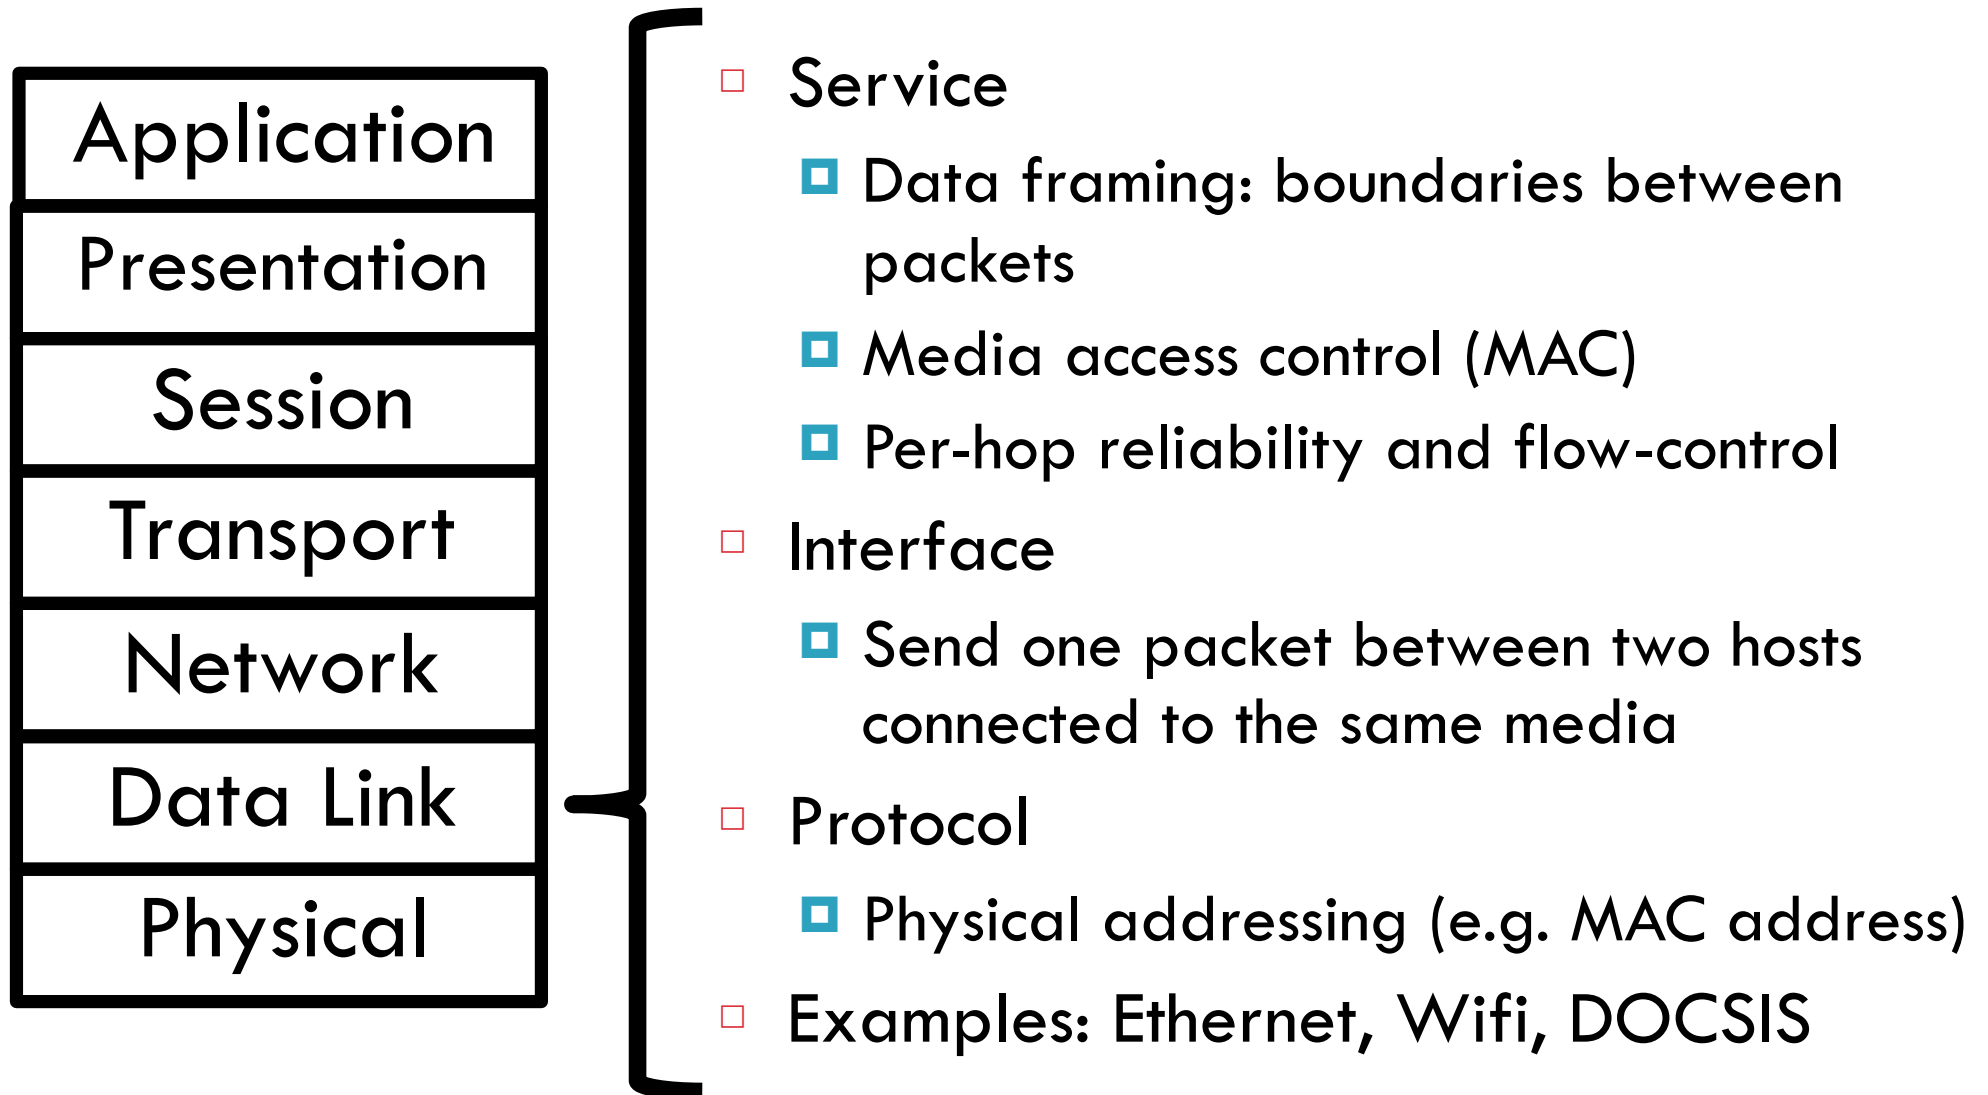 Application
Presentation
Session
Transport
Network
Data Link
Physical
Service
Data framing: boundaries between
packets
Media access control (MAC)
Per-hop reliability and flow-control
Interface
Send one packet between two hosts
connected to the same media
Protocol
Physical addressing (e.g. MAC address)
Examples: Ethernet, Wifi, DOCSIS